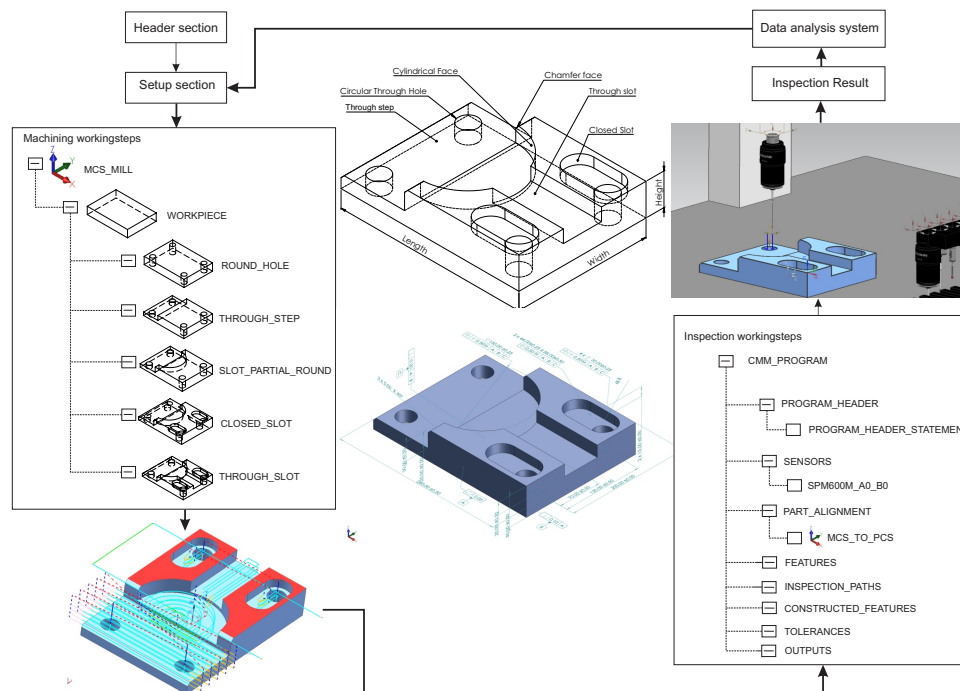 Header section
Data analysis system
Setup section
Inspection Result
Cylindrical Face
Chamfer face
Circular Through Hole
Through slot
Through step
Closed Slot
Height
Length
Width
Machining workingsteps
Z
Y
X
MCS_MILL
WORKPIECE
ROUND_HOLE
THROUGH_STEP
SLOT_PARTIAL_ROUND
CLOSED_SLOT
THROUGH_SLOT
Inspection workingsteps
CMM_PROGRAM
PROGRAM_HEADER
PROGRAM_HEADER_STATEMEN
SENSORS
SPM600M_A0_B0
PART_ALIGNMENT
MCS_TO_PCS
FEATURES
INSPECTION_PATHS
CONSTRUCTED_FEATURES
TOLERANCES
OUTPUTS